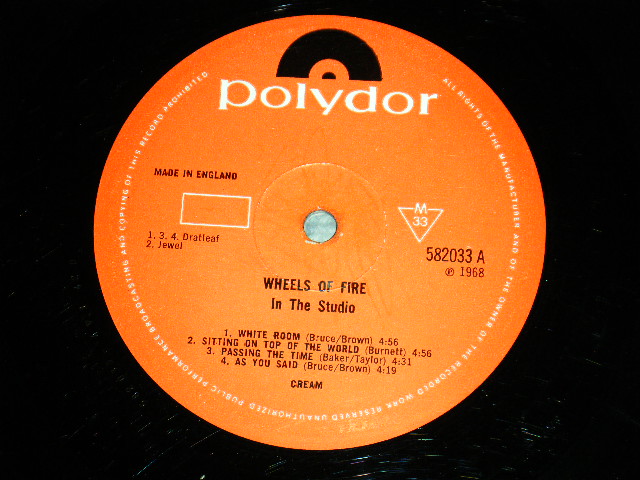 polydor
MADE IN ENGLAND
1. 3. 4. Dratleaf
2. Jewel
M
33
582033 A
℗ 1968
WHEELS OF FIRE
In The Studio
1. WHITE ROOM (Bruce/Brown) 4:56
2. SITTING ON TOP OF THE WORLD (Burnett) 4:56
3. PASSING THE TIME (Baker/Taylor) 4:31
4. AS YOU SAID (Bruce/Brown) 4:19
CREAM
ALL RIGHTS OF THE MANUFACTURER AND OF THE OWNER OF THE RECORDED WORK RESERVED UNAUTHORIZED PUBLIC PERFORMANCE BROADCASTING AND COPYING OF THIS RECORD PROHIBITED